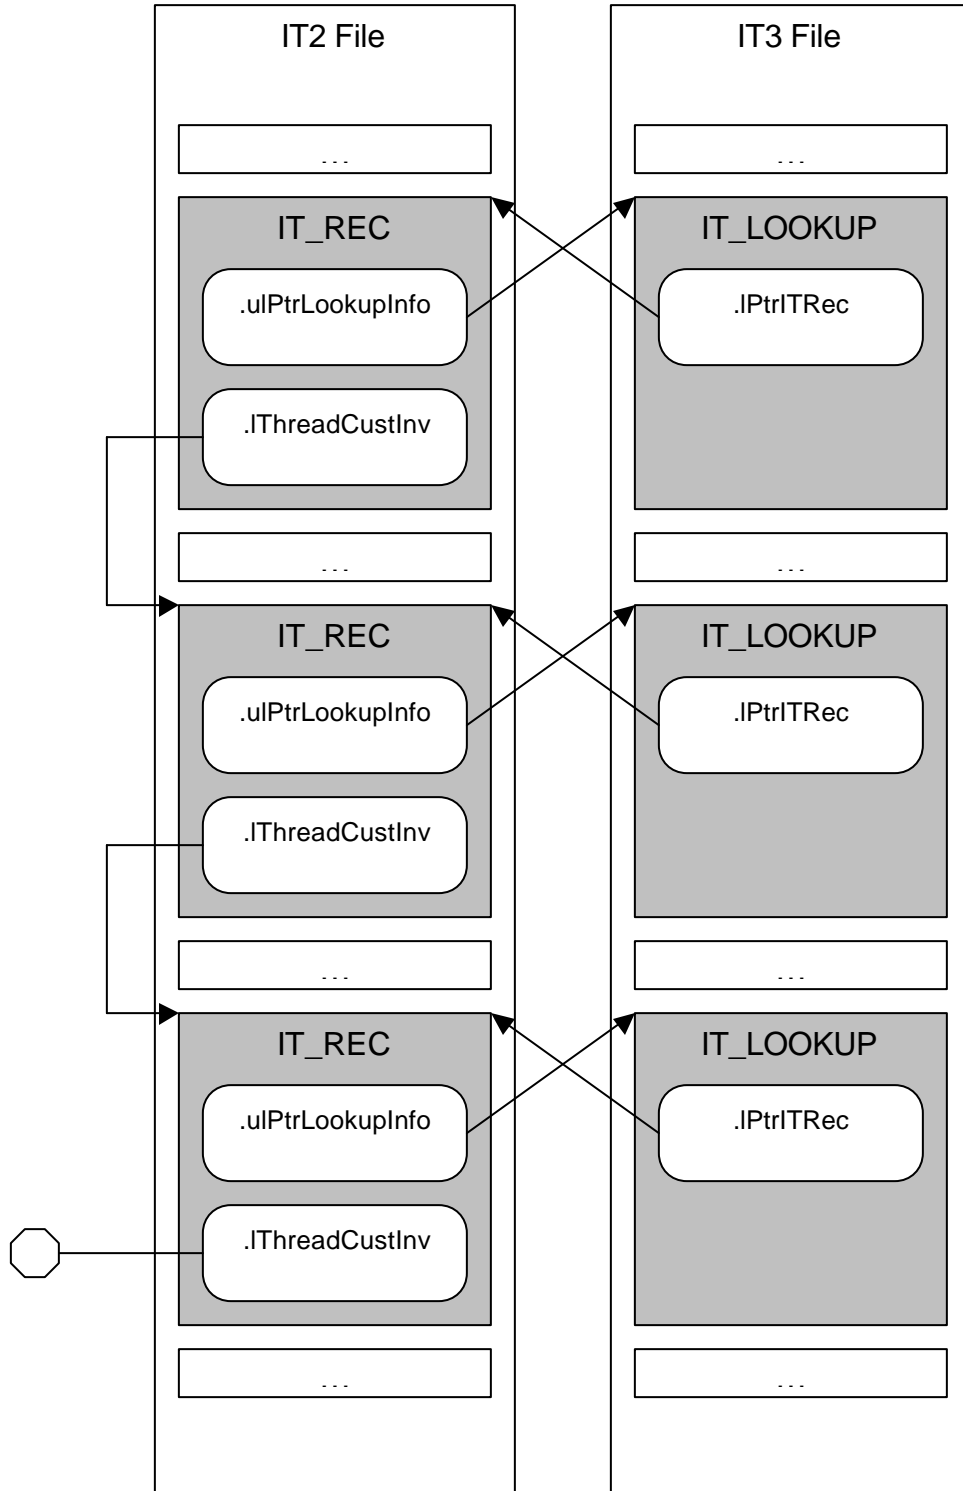 IT2 File
IT3 File
...
...
IT_REC
IT_LOOKUP
.ulPtrLookupInfo
.lPtrITRec
.lThreadCustInv
...
...
IT_REC
IT_LOOKUP
.ulPtrLookupInfo
.lPtrITRec
.lThreadCustInv
...
...
IT_REC
IT_LOOKUP
.ulPtrLookupInfo
.lPtrITRec
.lThreadCustInv
...
...